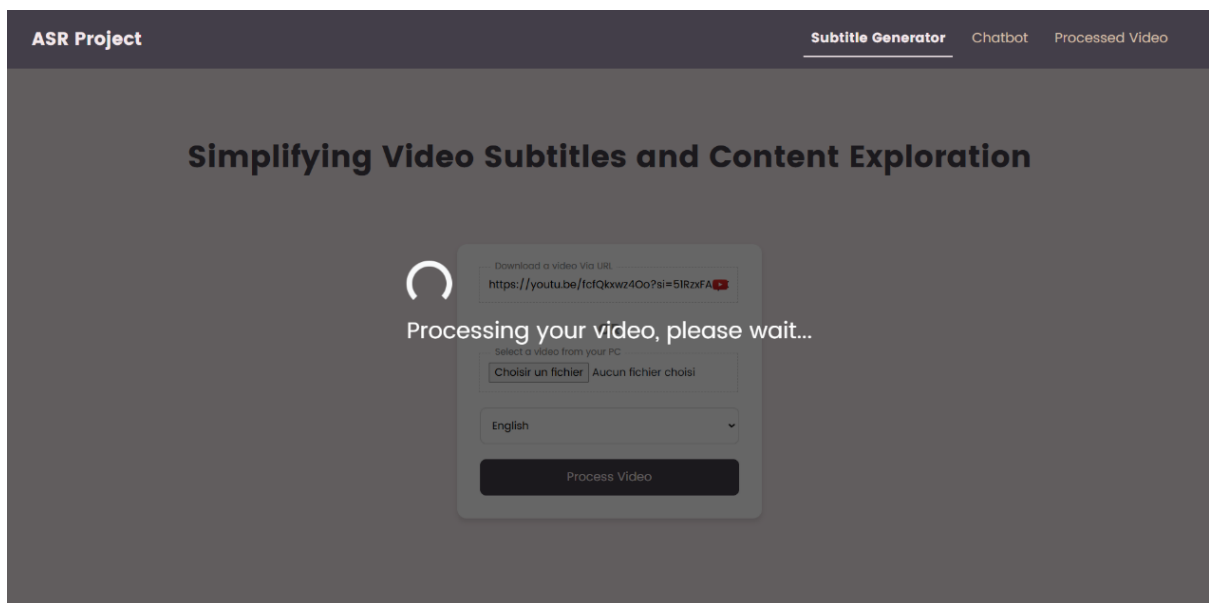 ASR Project
Subtitle Generator Chatbot Processed Video
Simplifying Video Subtitles and Content Exploration
Download a video Via URL
https://youtu.be/fcfQkxwz4Oo?si=51RzxFA
Processing your video, please wait...
Select a video from your PC
Choisir un fichier Aucun fichier choisi
English
Process Video